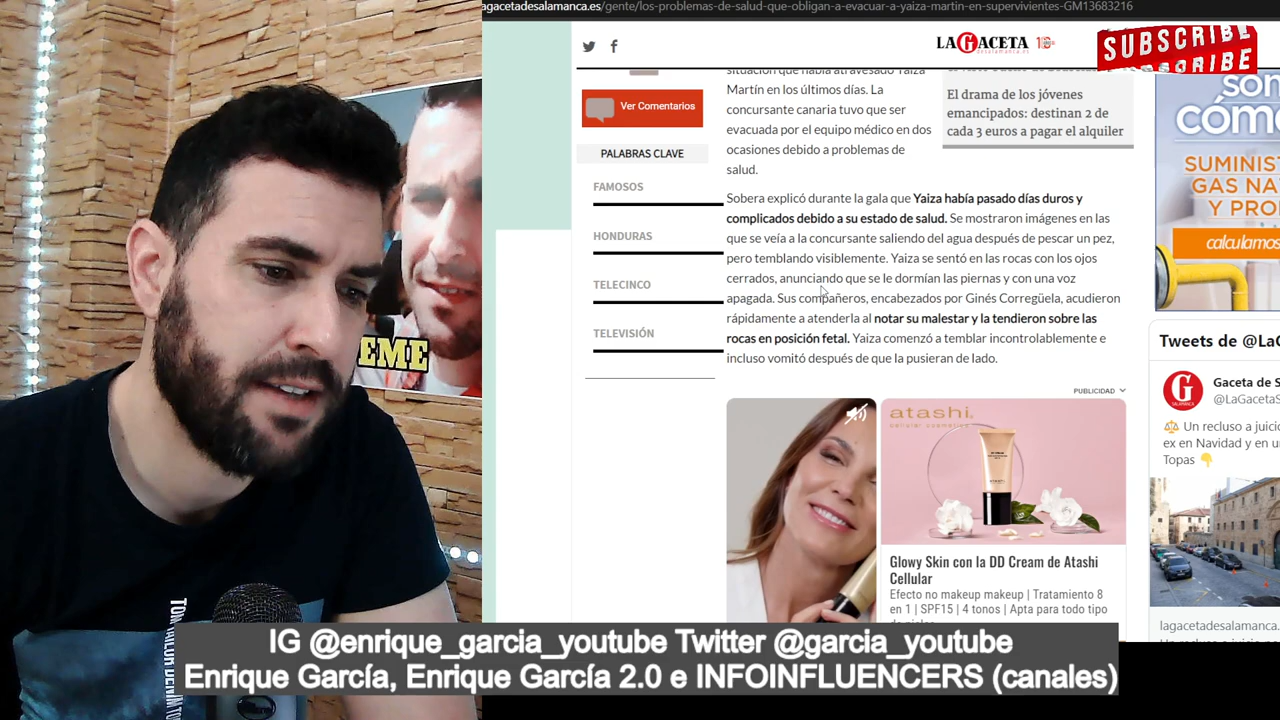 lagacetadesalamanca.es/gente/los-problemas-de-salud-que-obligan-a-evacuar-a-yaiza-martin-en-supervivientes-GM13683216
LA GACETA
SUBSCRIBE
SUBSCRIBE
situación que había atravesado Yaiza
Martín en los últimos días. La
concursante canaria tuvo que ser
evacuada por el equipo médico en dos
ocasiones debido a problemas de
salud.
El drama de los jóvenes
emancipados: destinan 2 de
cada 3 euros a pagar el alquiler
Ver Comentarios
PALABRAS CLAVE
FAMOSOS
HONDURAS
TELECINCO
TELEVISIÓN
Sobera explicó durante la gala que Yaiza había pasado días duros y
complicados debido a su estado de salud. Se mostraron imágenes en las
que se veía a la concursante saliendo del agua después de pescar un pez,
pero temblando visiblemente. Yaiza se sentó en las rocas con los ojos
cerrados, anunciando que se le dormían las piernas y con una voz
apagada. Sus compañeros, encabezados por Ginés Corregüela, acudieron
rápidamente a atenderla al notar su malestar y la tendieron sobre las
rocas en posición fetal. Yaiza comenzó a temblar incontrolablemente e
incluso vomitó después de que la pusieran de lado.
PUBLICIDAD
atashi
cellular cosmetics
Glowy Skin con la DD Cream de Atashi
Cellular
Efecto no makeup makeup | Tratamiento 8
en 1 | SPF15 | 4 tonos | Apta para todo tipo
son
cómo
SUMINIST
GAS NA
Y PRO
calculamos
Tweets de @LaG
Gaceta de S
@LaGacetaS
Un recluso a juicio
ex en Navidad y en u
Topas
lagacetadesalamanca.
EME
TOM TAILOR DENIM
IG @enrique_garcia_youtube Twitter @garcia_youtube
Enrique García, Enrique García 2.0 e INFOINFLUENCERS (canales)